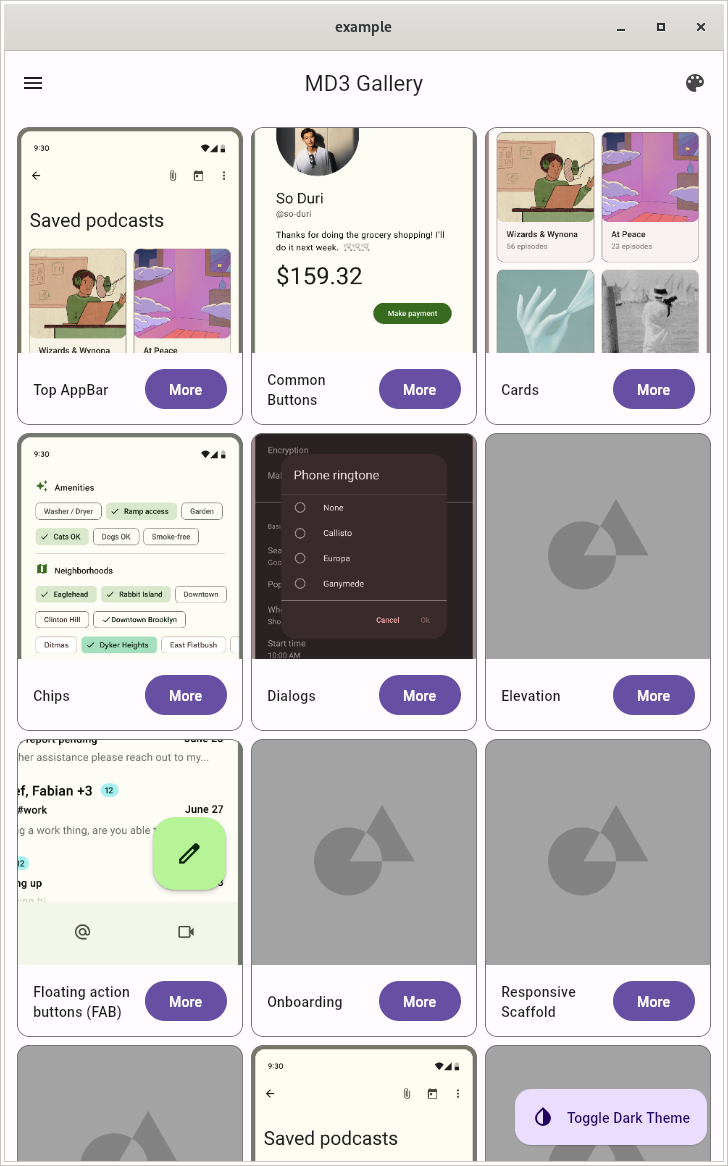 example
MD3 Gallery
9:30
Saved podcasts
Wizards & Wynona
At Peace
Top AppBar
More
So Duri
@so-duri
Thanks for doing the grocery shopping! I'll
do it next week.
$159.32
Make payment
Common
Buttons
More
Wizards & Wynona
56 episodes
At Peace
23 episodes
Cards
More
9:30
Amenities
Washer / Dryer
Ramp access
Garden
Cats OK
Dogs OK
Smoke-free
Neighborhoods
Eaglehead
Rabbit Island
Downtown
Clinton Hill
Downtown Brooklyn
Ditmas
Dyker Heights
East Flatbush
Chips
More
Encryption
Phone ringtone
None
Callisto
Europa
Ganymede
Cancel
Ok
Start time
10:00 AM
Dialogs
More
Elevation
More
report pending
her assistance please reach out to my...
ef, Fabian +3
12
#work
June 27
ng a work thing, are you able
12
ng up
Floating action
buttons (FAB)
More
Onboarding
More
Responsive
Scaffold
More
9:30
Saved podcasts
Toggle Dark Theme